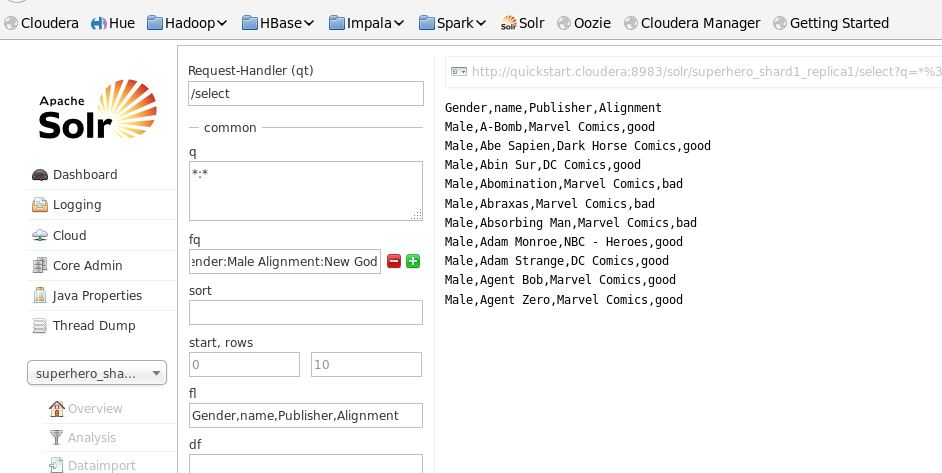 Cloudera Hue Hadoop HBase Impala Spark Solr Oozie Cloudera Manager Getting Started
Apache
Solr
Dashboard
Logging
Cloud
Core Admin
Java Properties
Thread Dump
superhero_sha...
Overview
Analysis
Dataimport
Request-Handler (qt)
/select
common
q
*:*
fq
ender:Male Alignment:New God
sort
start, rows
0 10
fl
Gender,name,Publisher,Alignment
df
http://quickstart.cloudera:8983/solr/superhero_shard1_replica1/select?q=*%3
Gender,name,Publisher,Alignment
Male,A-Bomb,Marvel Comics,good
Male,Abe Sapien,Dark Horse Comics,good
Male,Abin Sur,DC Comics,good
Male,Abomination,Marvel Comics,bad
Male,Abraxas,Marvel Comics,bad
Male,Absorbing Man,Marvel Comics,bad
Male,Adam Monroe,NBC - Heroes,good
Male,Adam Strange,DC Comics,good
Male,Agent Bob,Marvel Comics,good
Male,Agent Zero,Marvel Comics,good